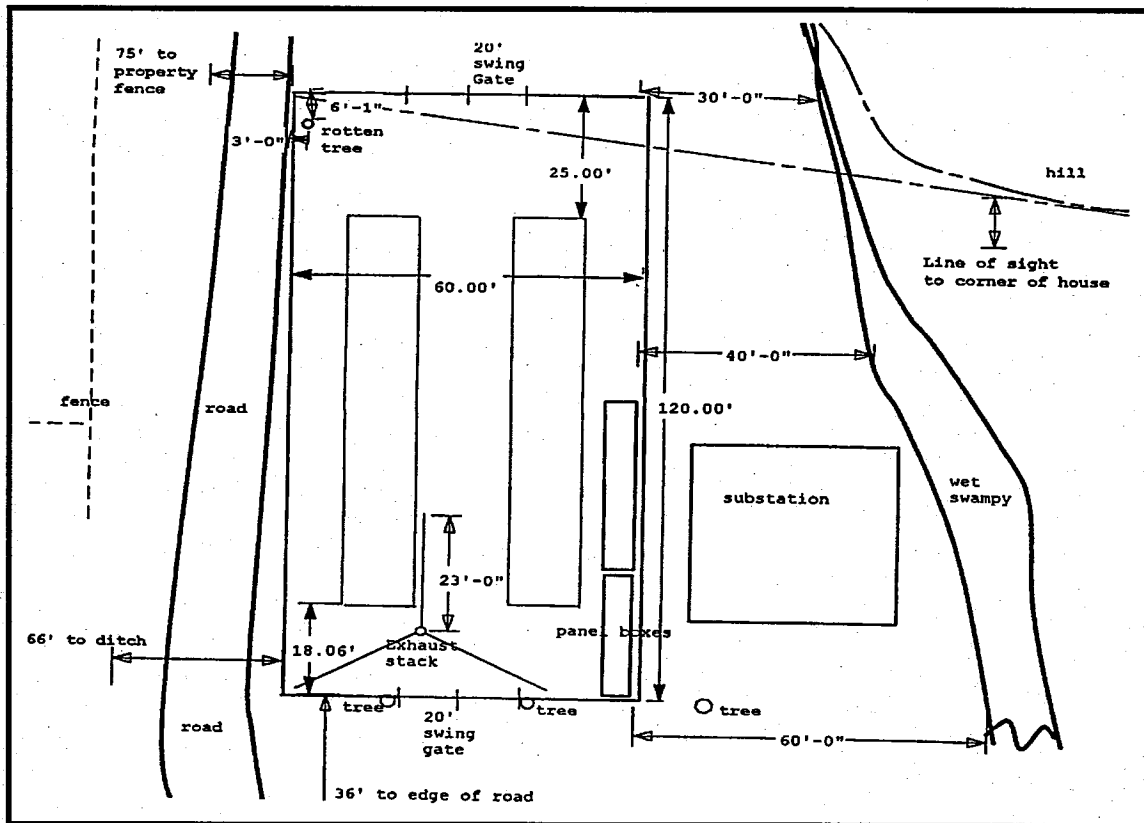 75' to
property
fence
20'
swing
Gate
30'-0"
6'-1"
rotten
tree
3'-0"
25.00'
hill
Line of sight
to corner of house
60.00'
40'-0"
fence
road
120.00'
substation
wet
swampy
23'-0"
66' to ditch
18.06'
Exhaust
stack
panel boxes
road
tree
20'
swing
gate
tree
tree
60'-0"
36' to edge of road